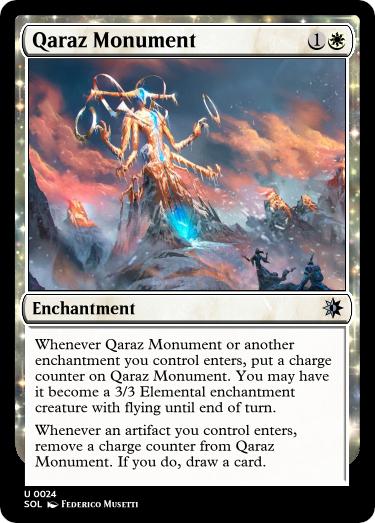 Qaraz Monument 1
Enchantment
Whenever Qaraz Monument or another
enchantment you control enters, put a charge
counter on Qaraz Monument. You may have
it become a 3/3 Elemental enchantment
creature with flying until end of turn.
Whenever an artifact you control enters,
remove a charge counter from Qaraz
Monument. If you do, draw a card.
U 0024
SOL Federico Musetti